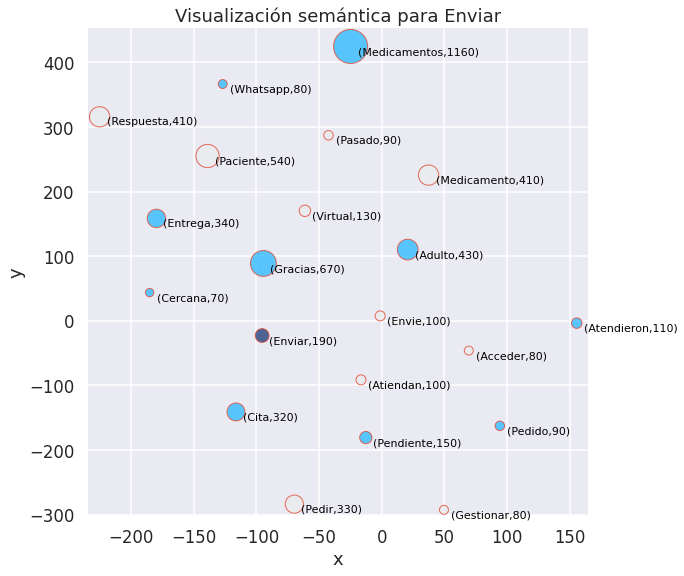 Visualización semántica para Enviar
400
300
200
100
0
−100
−200
−300
y
(Medicamentos,1160)
(Whatsapp,80)
(Respuesta,410)
(Pasado,90)
(Paciente,540)
(Medicamento,410)
(Virtual,130)
(Entrega,340)
(Adulto,430)
(Gracias,670)
(Cercana,70)
(Envie,100)
(Atendieron,110)
(Enviar,190)
(Acceder,80)
(Atiendan,100)
(Cita,320)
(Pedido,90)
(Pendiente,150)
(Pedir,330)
(Gestionar,80)
−200 −150 −100 −50 0 50 100 150
x